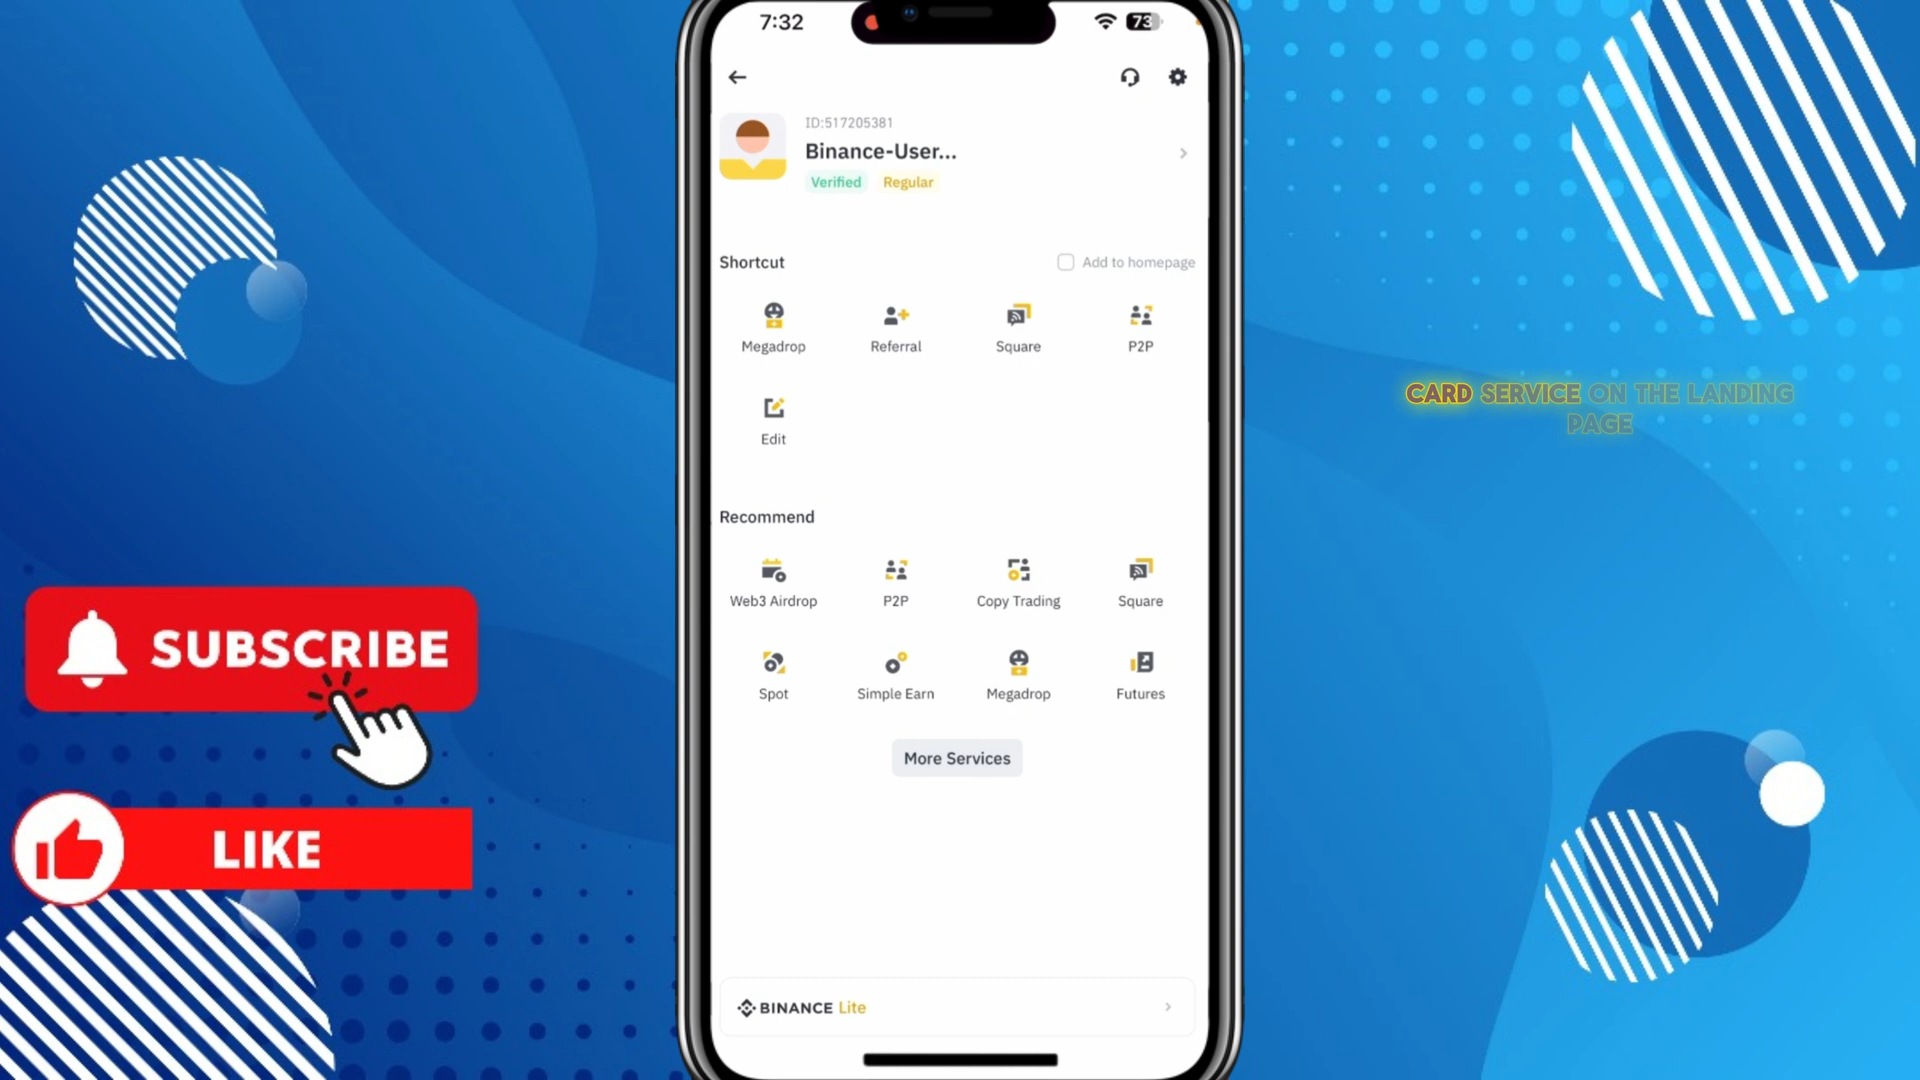 7:32
73
ID:517205381
Binance-User...
Verified Regular
Shortcut
Add to homepage
Megadrop
Referral
Square
P2P
Edit
Recommend
Web3 Airdrop
P2P
Copy Trading
Square
Spot
Simple Earn
Megadrop
Futures
More Services
BINANCE Lite
SUBSCRIBE
LIKE
CARD SERVICE ON THE LANDING
PAGE